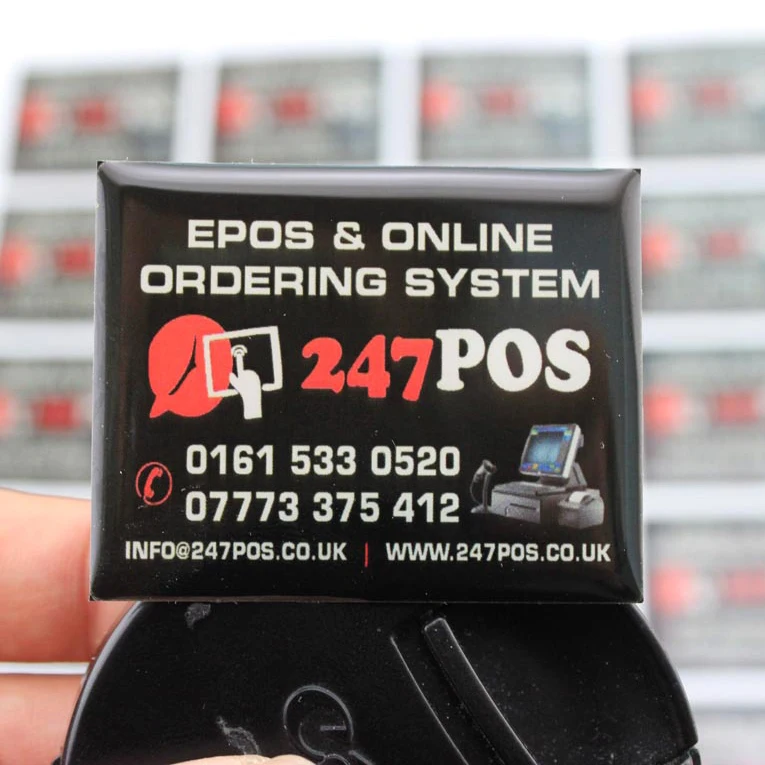 EPOS & ONLINE
ORDERING SYSTEM
247POS
0161 533 0520
07773 375 412
INFO@247POS.CO.UK | WWW.247POS.CO.UK